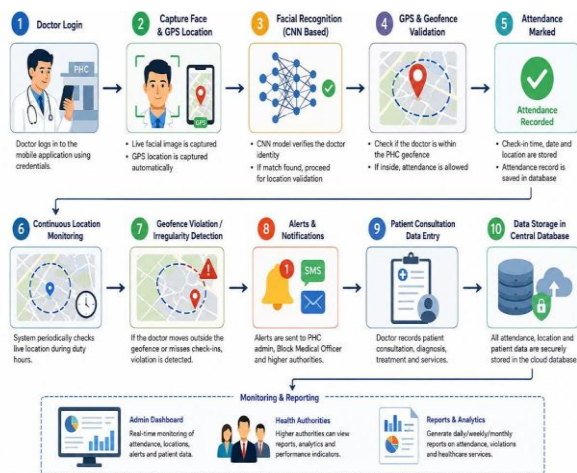 1 Doctor Login
2 Capture Face
& GPS Location
3 Facial Recognition
(CNN Based)
4 GPS & Geofence
Validation
5 Attendance
Marked
PHC
GPS
Attendance
Recorded
Doctor logs in to the
mobile application using
credentials.
• Live facial image is captured
• GPS location is captured
automatically
• CNN model verifies the doctor
identity
• If match found, proceed
for location validation
• Check if the doctor is within
the PHC geofence
• If inside, attendance is allowed
• Check-in time, date and
location are stored
• Attendance record is
saved in database
6 Continuous Location
Monitoring
7 Geofence Violation /
Irregularity Detection
8 Alerts &
Notifications
9 Patient Consultation
Data Entry
10 Data Storage in
Central Database
1
SMS
System periodically checks
live location during duty
hours.
If the doctor moves outside
the geofence or misses check-ins,
violation is detected.
Alerts are sent to PHC
admin, Block Medical Officer
and higher authorities.
Doctor records patient
consultation, diagnosis,
treatment and services.
All attendance, location and
patient data are securely
stored in the cloud database
Monitoring & Reporting
Admin Dashboard
Real-time monitoring of
attendance, locations,
alerts and patient data.
Health Authorities
Higher authorities can view
reports, analytics and
performance indicators.
Reports & Analytics
Generate daily/weekly/monthly
reports on attendance, violations
and healthcare services.